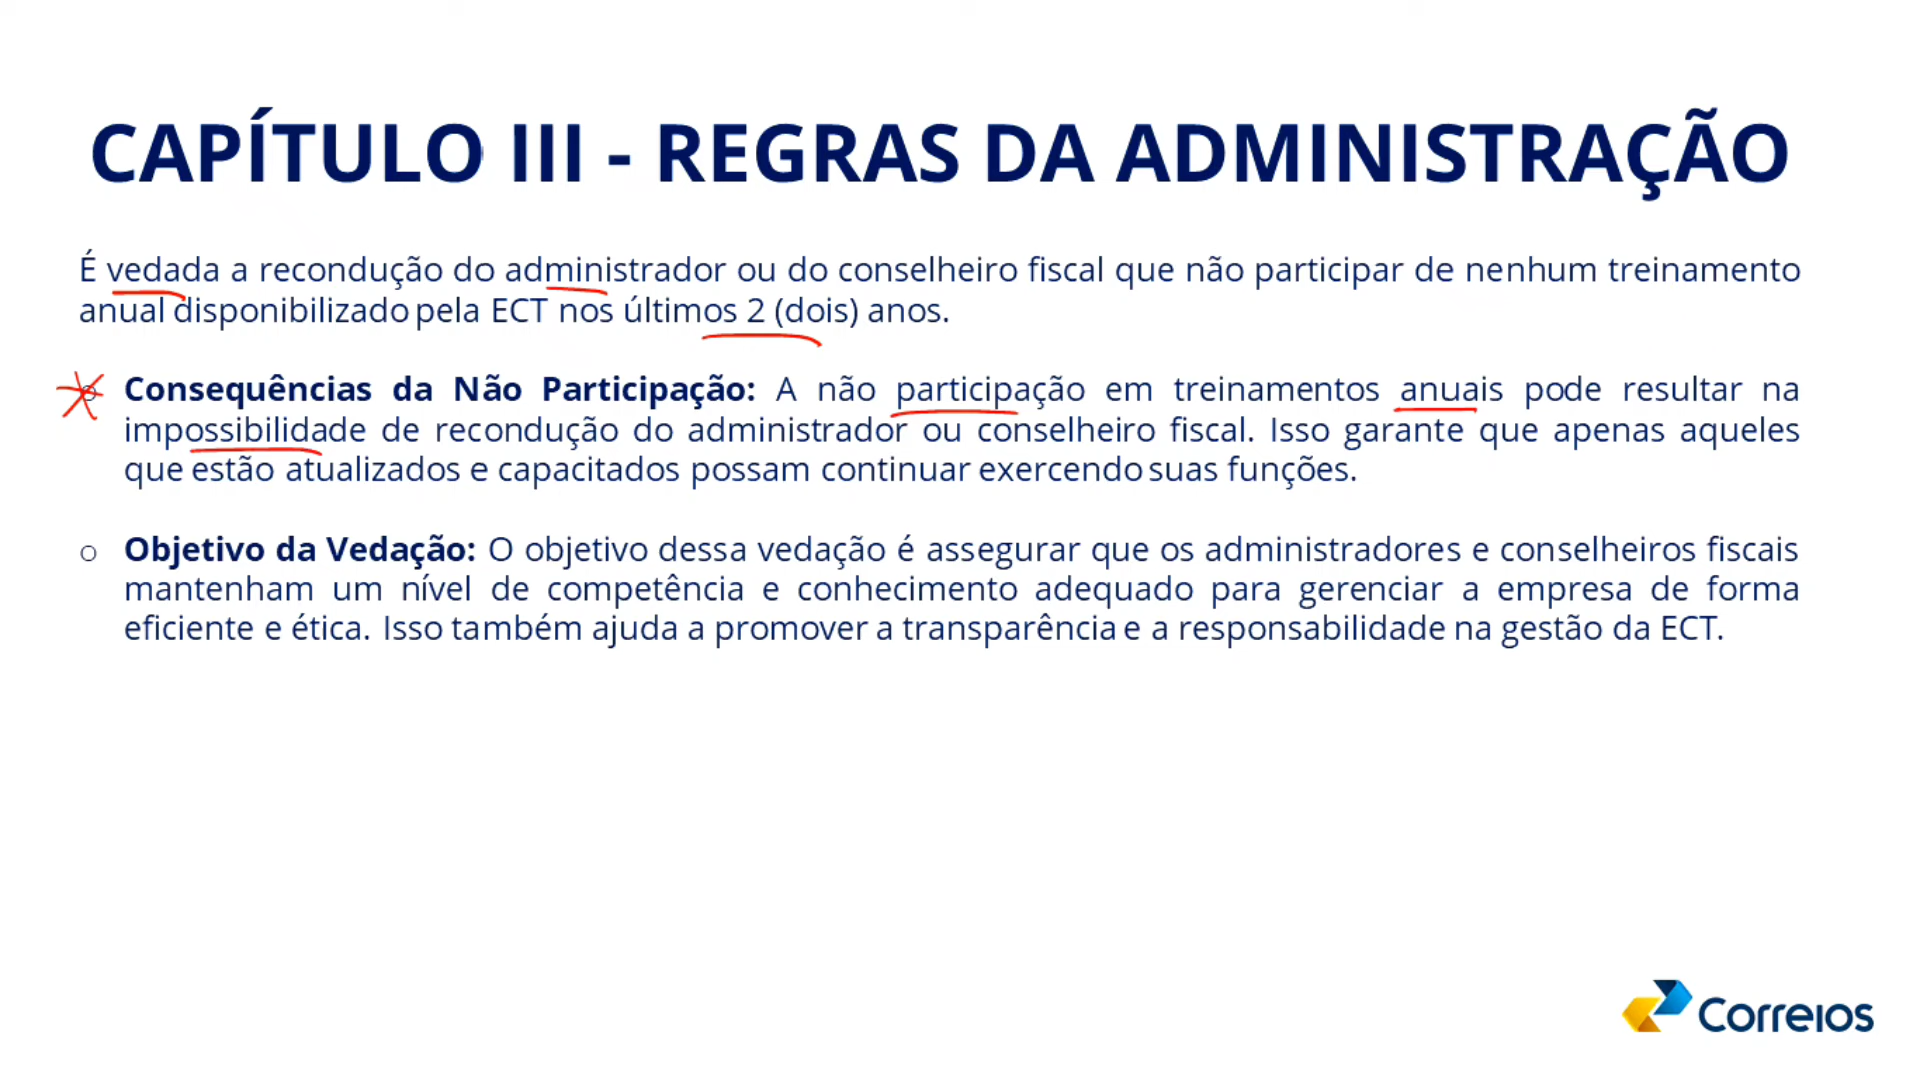 CAPÍTULO III - REGRAS DA ADMINISTRAÇÃO
É vedada a recondução do administrador ou do conselheiro fiscal que não participar de nenhum treinamento
anual disponibilizado pela ECT nos últimos 2 (dois) anos.
Consequências da Não Participação: A não participação em treinamentos anuais pode resultar na
impossibilidade de recondução do administrador ou conselheiro fiscal. Isso garante que apenas aqueles
que estão atualizados e capacitados possam continuar exercendo suas funções.
Objetivo da Vedação: O objetivo dessa vedação é assegurar que os administradores e conselheiros fiscais
mantenham um nível de competência e conhecimento adequado para gerenciar a empresa de forma
eficiente e ética. Isso também ajuda a promover a transparência e a responsabilidade na gestão da ECT.
Correios